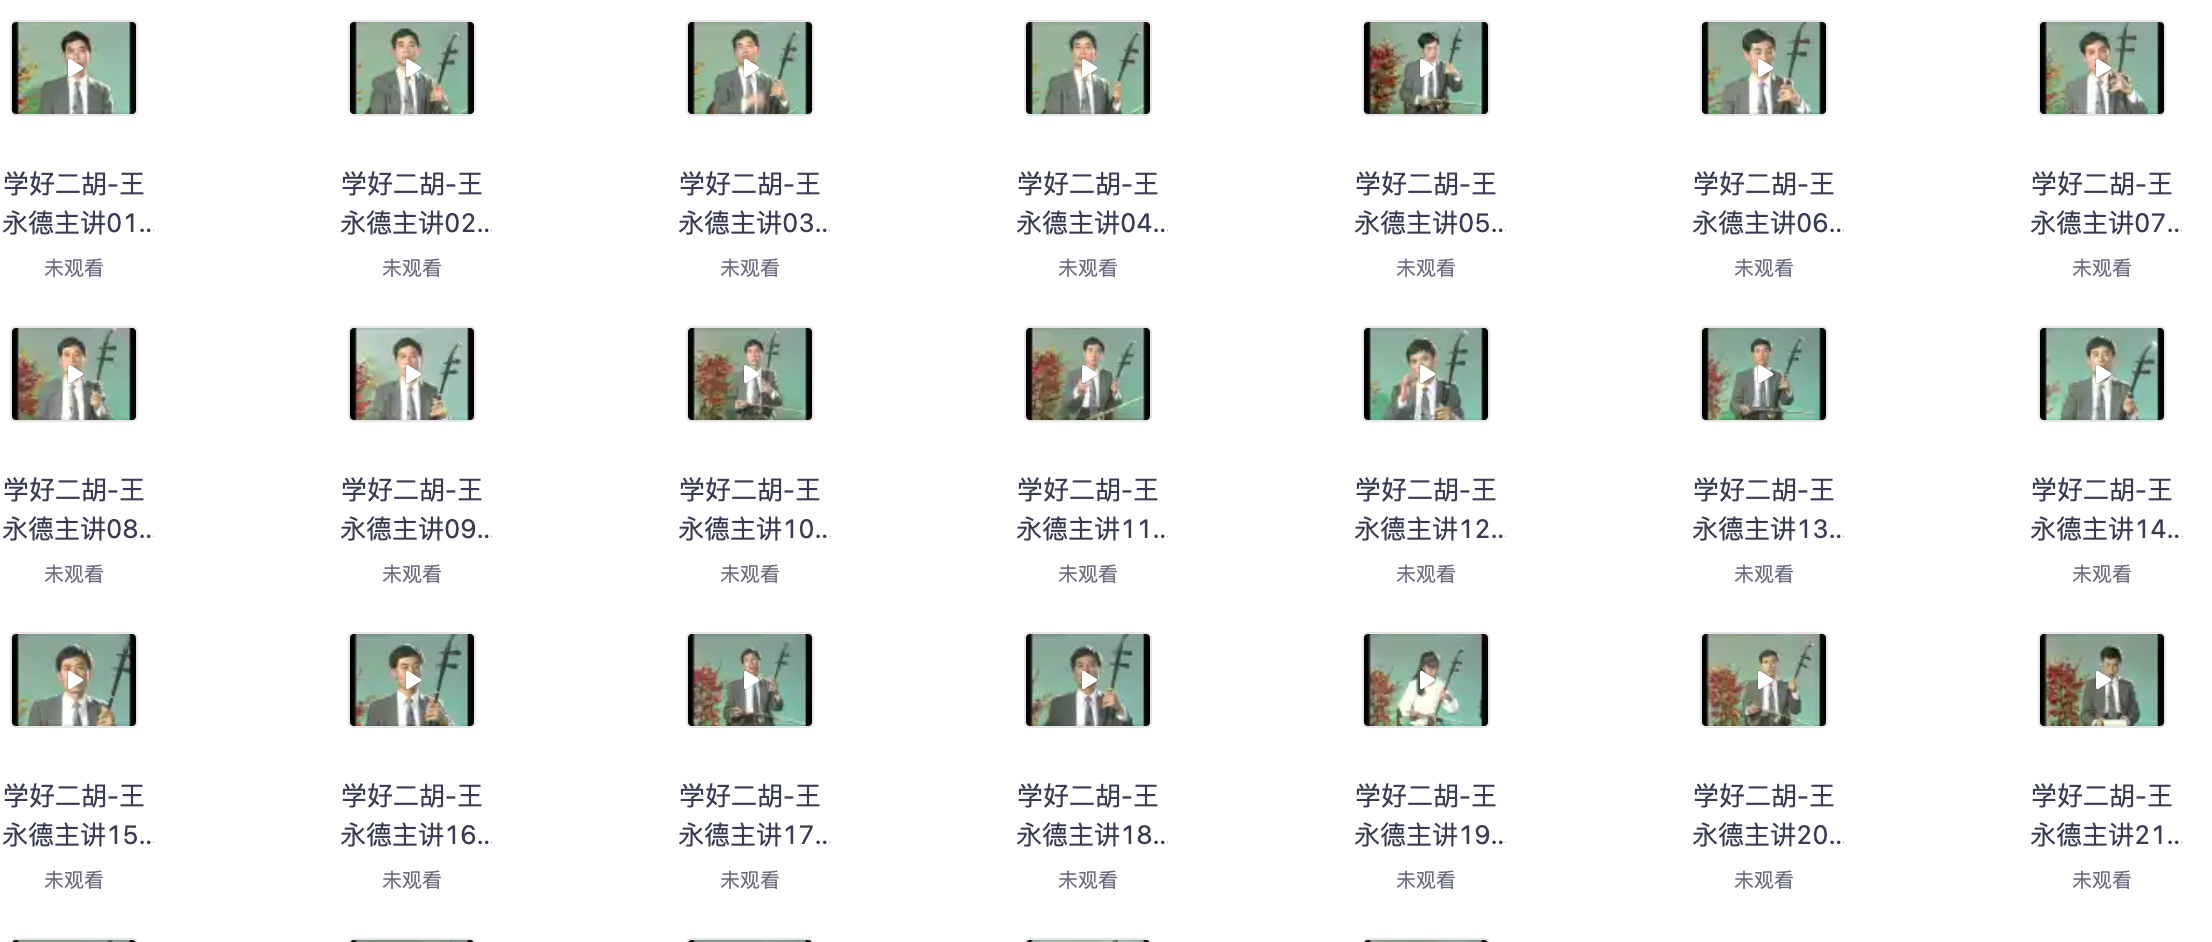 学好二胡-王 学好二胡-王 学好二胡-王 学好二胡-王 学好二胡-王 学好二胡-王 学好二胡-王
永德主讲01... 永德主讲02... 永德主讲03... 永德主讲04... 永德主讲05... 永德主讲06... 永德主讲07...
未观看 未观看 未观看 未观看 未观看 未观看 未观看
学好二胡-王 学好二胡-王 学好二胡-王 学好二胡-王 学好二胡-王 学好二胡-王 学好二胡-王
永德主讲08... 永德主讲09... 永德主讲10... 永德主讲11... 永德主讲12... 永德主讲13... 永德主讲14...
未观看 未观看 未观看 未观看 未观看 未观看 未观看
学好二胡-王 学好二胡-王 学好二胡-王 学好二胡-王 学好二胡-王 学好二胡-王 学好二胡-王
永德主讲15... 永德主讲16... 永德主讲17... 永德主讲18... 永德主讲19... 永德主讲20... 永德主讲21...
未观看 未观看 未观看 未观看 未观看 未观看 未观看